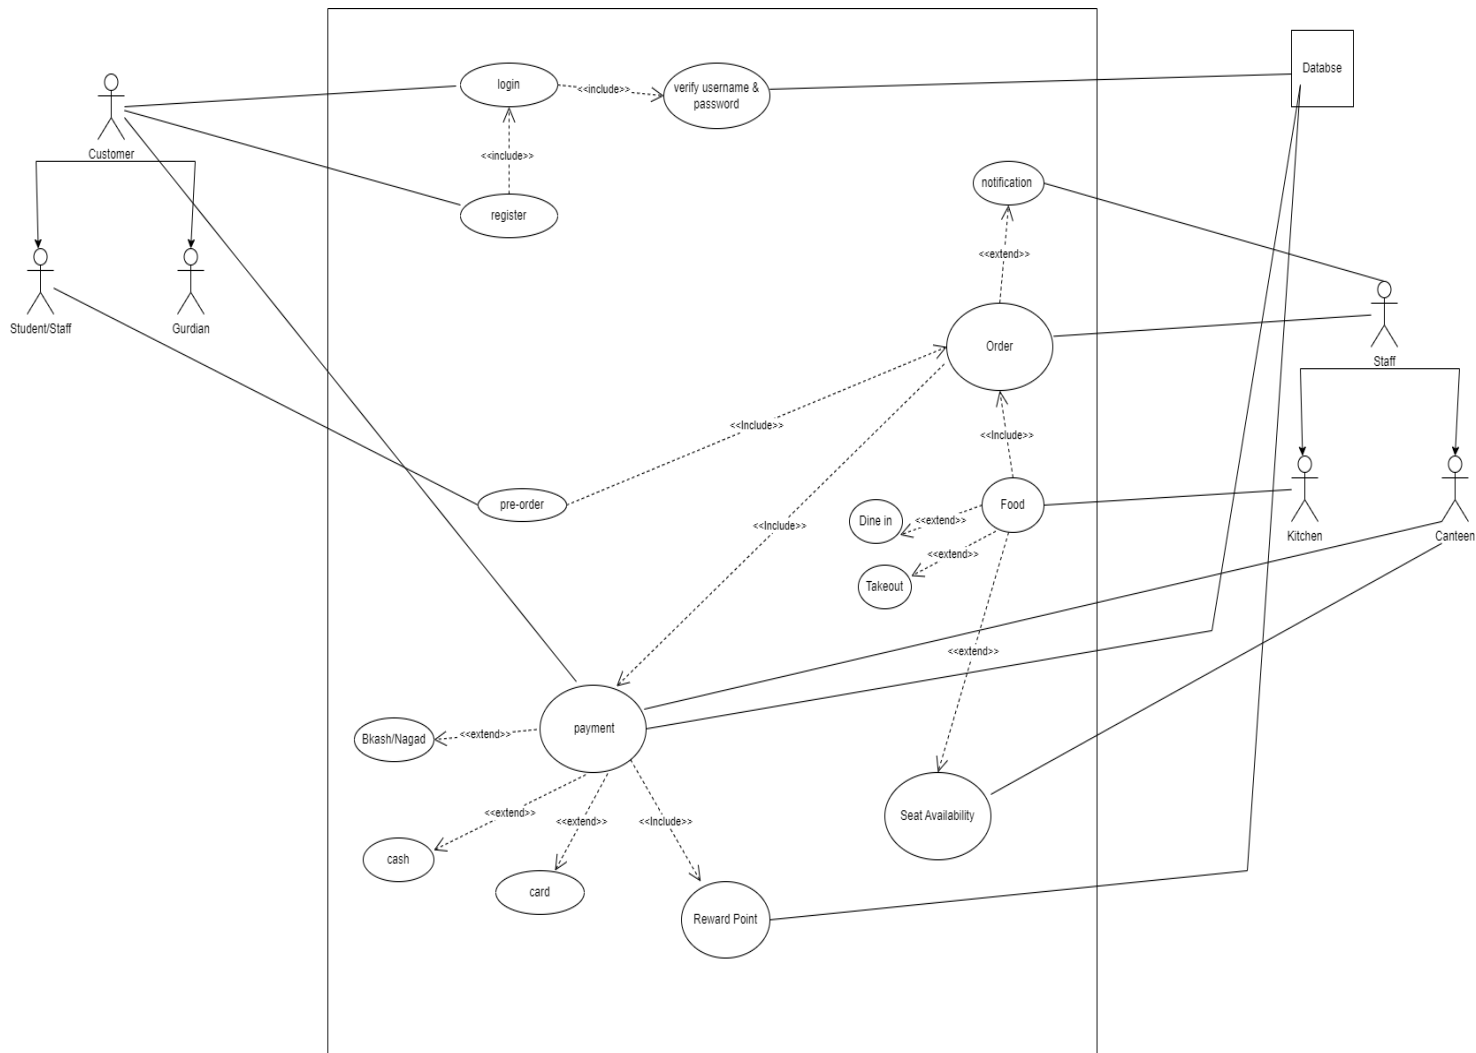 Databse
login
<<include>>
verify username &
password
Customer
<<include>>
notification
register
<<extend>>
Student/Staff
Gurdian
Order
Staff
<<Include>>
<<Include>>
pre-order
Food
Dine in
<<extend>>
<<Include>>
Kitchen
Canteen
<<extend>>
Takeout
<<extend>>
payment
Bkash/Nagad
<<extend>>
<<extend>>
<<extend>>
<<Include>>
Seat Availability
cash
card
Reward Point